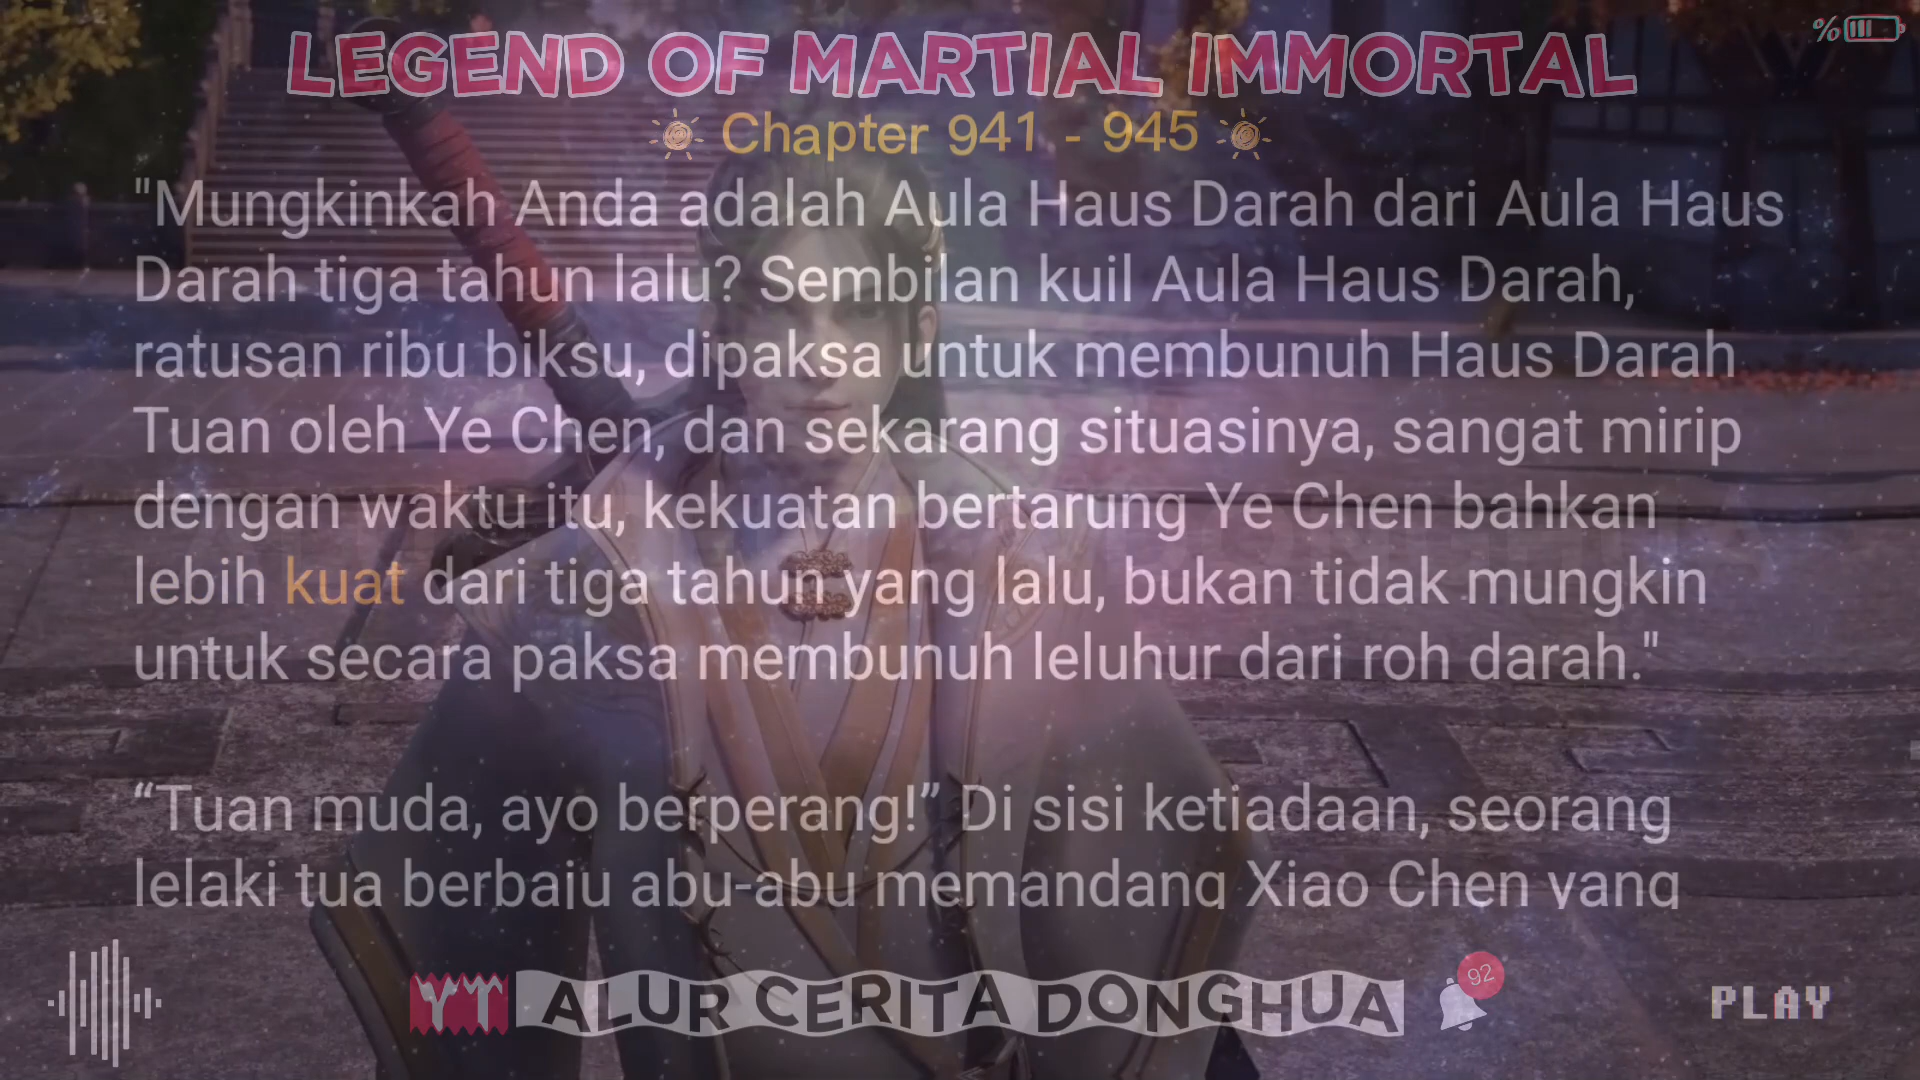 LEGEND OF MARTIAL IMMORTAL
%
Chapter 941 - 945
"Mungkinkah Anda adalah Aula Haus Darah dari Aula Haus
Darah tiga tahun lalu? Sembilan kuil Aula Haus Darah,
ratusan ribu biksu, dipaksa untuk membunuh Haus Darah
Tuan oleh Ye Chen, dan sekarang situasinya, sangat mirip
dengan waktu itu, kekuatan bertarung Ye Chen bahkan
lebih kuat dari tiga tahun yang lalu, bukan tidak mungkin
untuk secara paksa membunuh leluhur dari roh darah."
“Tuan muda, ayo berperang!” Di sisi ketiadaan, seorang
lelaki tua berbaju abu-abu memandang Xiao Chen yang
YT ALUR CERITA DONGHUA
92
PLAY